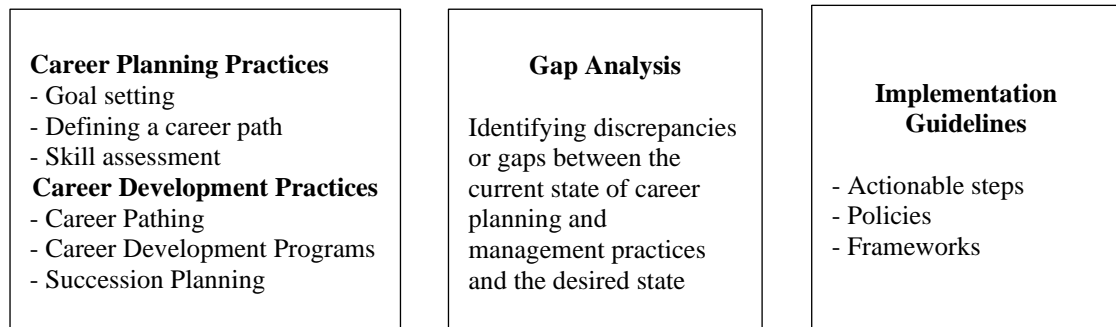 Career Planning Practices
- Goal setting
- Defining a career path
- Skill assessment
Career Development Practices
- Career Pathing
- Career Development Programs
- Succession Planning
Gap Analysis
Identifying discrepancies
or gaps between the
current state of career
planning and
management practices
and the desired state
Implementation
Guidelines
- Actionable steps
- Policies
- Frameworks